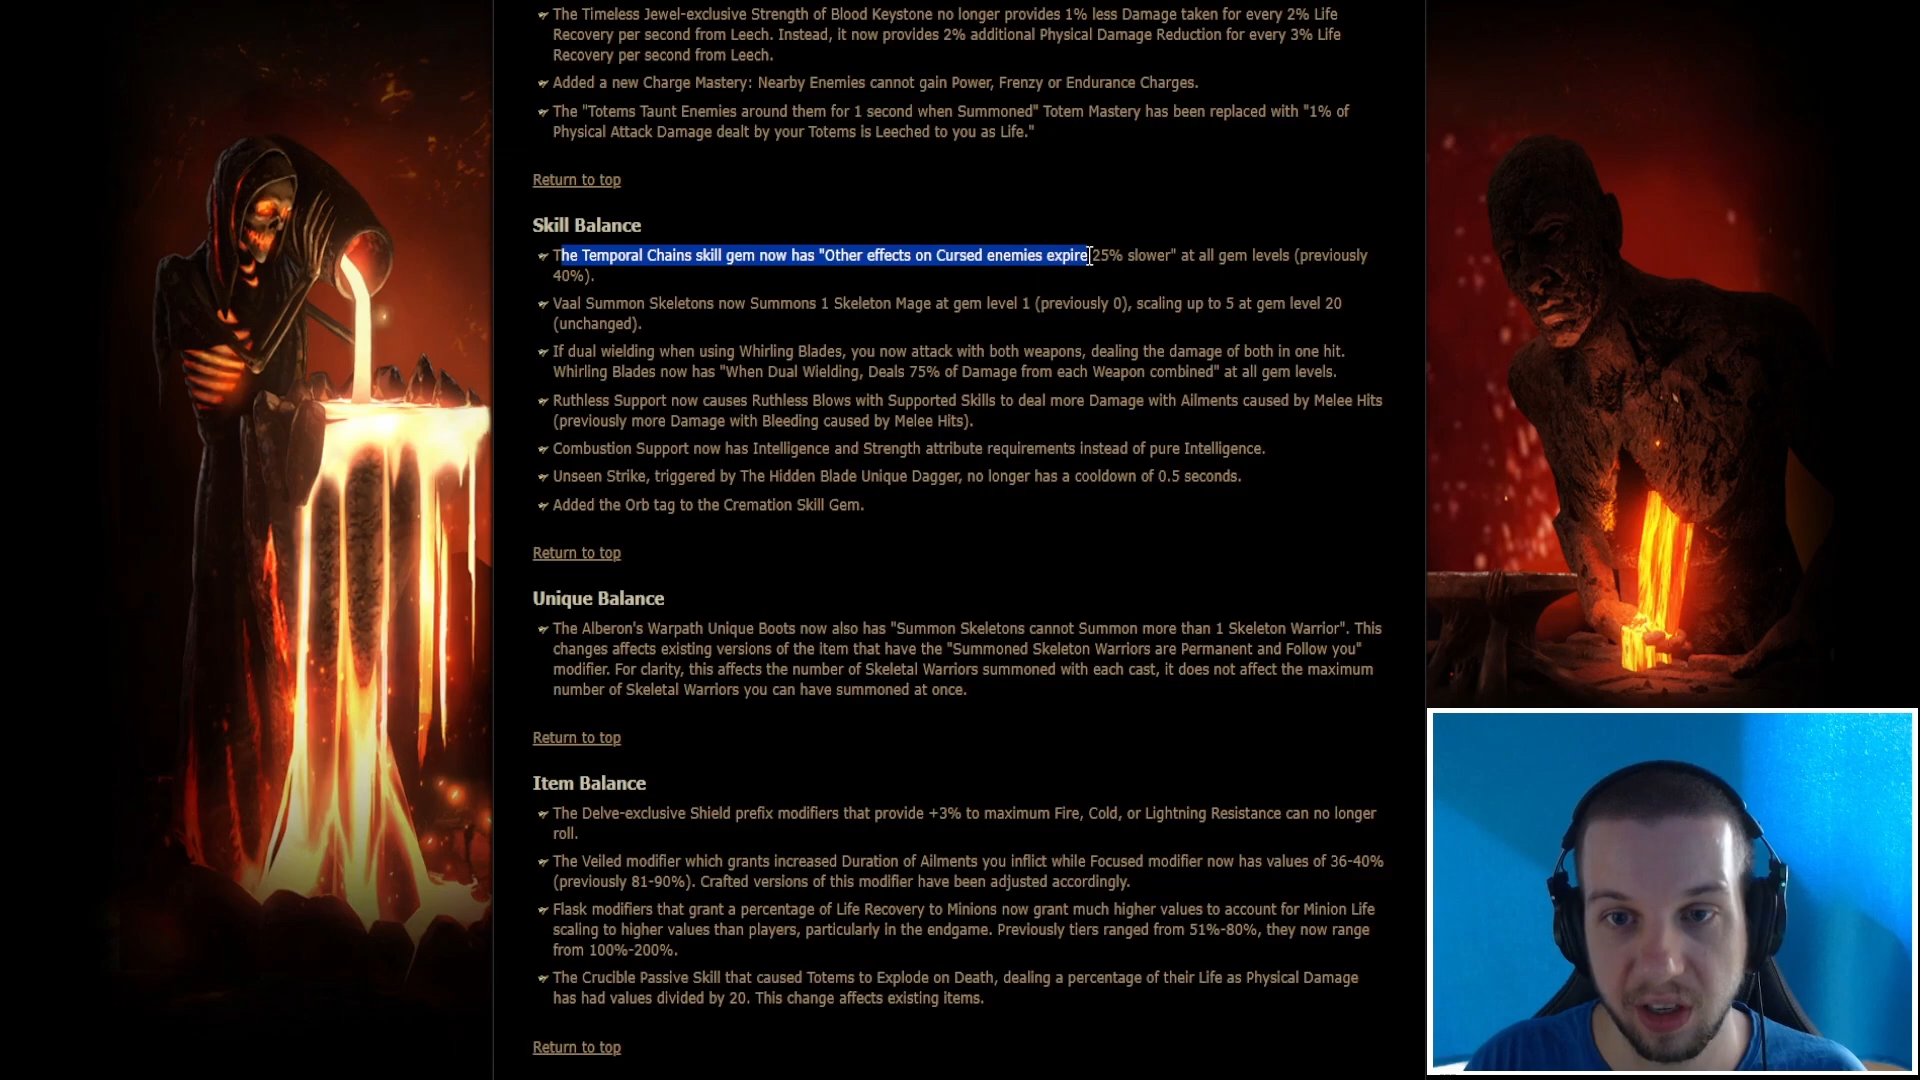 The Timeless Jewel-exclusive Strength of Blood Keystone no longer provides 1% less Damage taken for every 2% Life
Recovery per second from Leech. Instead, it now provides 2% additional Physical Damage Reduction for every 3% Life
Recovery per second from Leech.
Added a new Charge Mastery: Nearby Enemies cannot gain Power, Frenzy or Endurance Charges.
The "Totems Taunt Enemies around them for 1 second when Summoned" Totem Mastery has been replaced with "1% of
Physical Attack Damage dealt by your Totems is Leeched to you as Life."
Return to top
Skill Balance
The Temporal Chains skill gem now has "Other effects on Cursed enemies expire 25% slower" at all gem levels (previously
40%).
Vaal Summon Skeletons now Summons 1 Skeleton Mage at gem level 1 (previously 0), scaling up to 5 at gem level 20
(unchanged).
If dual wielding when using Whirling Blades, you now attack with both weapons, dealing the damage of both in one hit.
Whirling Blades now has "When Dual Wielding, Deals 75% of Damage from each Weapon combined" at all gem levels.
Ruthless Support now causes Ruthless Blows with Supported Skills to deal more Damage with Ailments caused by Melee Hits
(previously more Damage with Bleeding caused by Melee Hits).
Combustion Support now has Intelligence and Strength attribute requirements instead of pure Intelligence.
Unseen Strike, triggered by The Hidden Blade Unique Dagger, no longer has a cooldown of 0.5 seconds.
Added the Orb tag to the Cremation Skill Gem.
Return to top
Unique Balance
The Alberon's Warpath Unique Boots now also has "Summon Skeletons cannot Summon more than 1 Skeleton Warrior". This
changes affects existing versions of the item that have the "Summoned Skeleton Warriors are Permanent and Follow you"
modifier. For clarity, this affects the number of Skeletal Warriors summoned with each cast, it does not affect the maximum
number of Skeletal Warriors you can have summoned at once.
Return to top
Item Balance
The Delve-exclusive Shield prefix modifiers that provide +3% to maximum Fire, Cold, or Lightning Resistance can no longer
roll.
The Veiled modifier which grants increased Duration of Ailments you inflict while Focused modifier now has values of 36-40%
(previously 81-90%). Crafted versions of this modifier have been adjusted accordingly.
Flask modifiers that grant a percentage of Life Recovery to Minions now grant much higher values to account for Minion Life
scaling to higher values than players, particularly in the endgame. Previously tiers ranged from 51%-80%, they now range
from 100%-200%.
The Crucible Passive Skill that caused Totems to Explode on Death, dealing a percentage of their Life as Physical Damage
has had values divided by 20. This change affects existing items.
Return to top